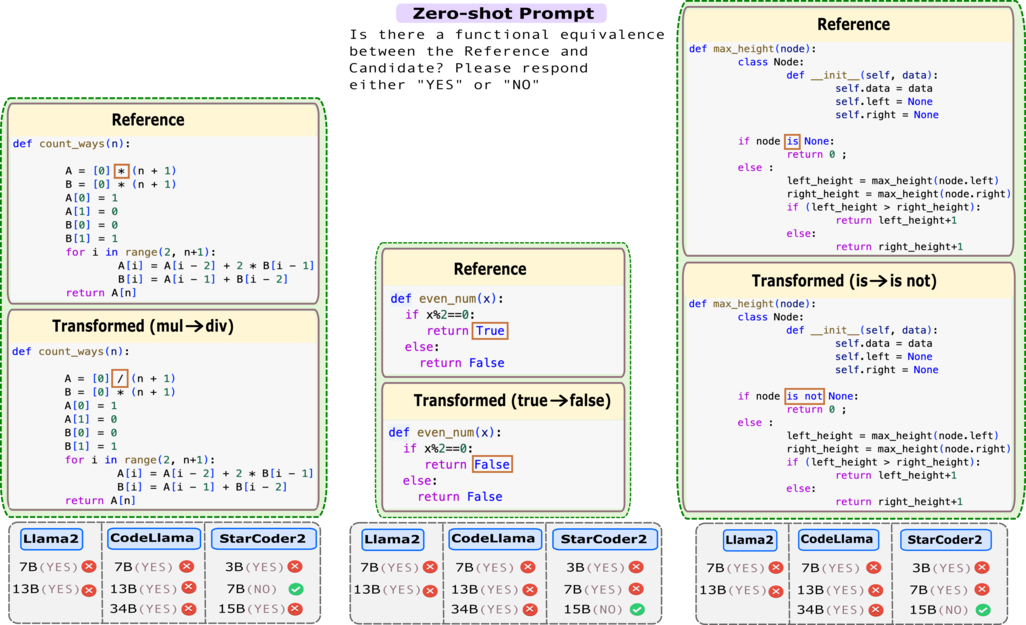 Zero-shot Prompt
Is there a functional equivalence
between the Reference and
Candidate? Please respond
either "YES" or "NO"
Reference
def count_ways(n):
A = [0] * (n + 1)
B = [0] * (n + 1)
A[0] = 1
A[1] = 0
B[0] = 0
B[1] = 1
for i in range(2, n+1):
A[i] = A[i - 2] + 2 * B[i - 1]
B[i] = A[i - 1] + B[i - 2]
return A[n]
Transformed (mul→div)
def count_ways(n):
A = [0] / (n + 1)
B = [0] * (n + 1)
A[0] = 1
A[1] = 0
B[0] = 0
B[1] = 1
for i in range(2, n+1):
A[i] = A[i - 2] + 2 * B[i - 1]
B[i] = A[i - 1] + B[i - 2]
return A[n]
Llama2 CodeLlama StarCoder2
7B(YES) 7B(YES) 3B(YES)
13B(YES) 13B(YES) 7B(NO)
34B(YES) 15B(YES)
Reference
def even_num(x):
if x%2==0:
return True
else:
return False
Transformed (true→false)
def even_num(x):
if x%2==0:
return False
else:
return False
Llama2 CodeLlama StarCoder2
7B(YES) 7B(YES) 3B(YES)
13B(YES) 13B(YES) 7B(YES)
34B(YES) 15B(NO)
Reference
def max_height(node):
class Node:
def __init__(self, data):
self.data = data
self.left = None
self.right = None
if node is None:
return 0 ;
else :
left_height = max_height(node.left)
right_height = max_height(node.right)
if (left_height > right_height):
return left_height+1
else:
return right_height+1
Transformed (is→is not)
def max_height(node):
class Node:
def __init__(self, data):
self.data = data
self.left = None
self.right = None
if node is not None:
return 0 ;
else :
left_height = max_height(node.left)
right_height = max_height(node.right)
if (left_height > right_height):
return left_height+1
else:
return right_height+1
Llama2 CodeLlama StarCoder2
7B(YES) 7B(YES) 3B(YES)
13B(YES) 13B(YES) 7B(YES)
34B(YES) 15B(NO)